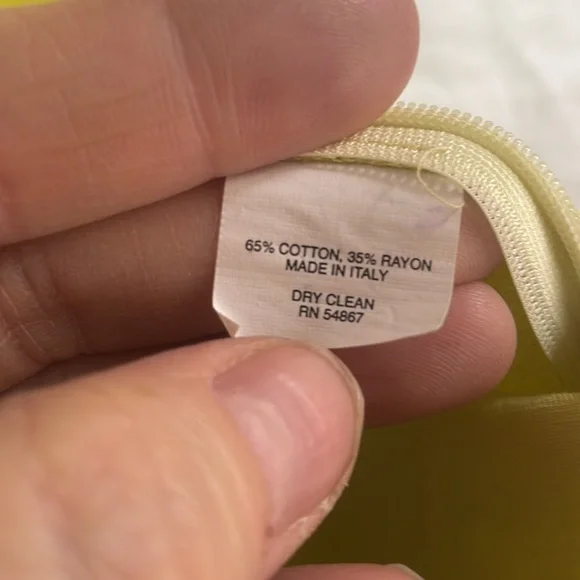 65% COTTON, 35% RAYON
MADE IN ITALY
DRY CLEAN
RN 54867